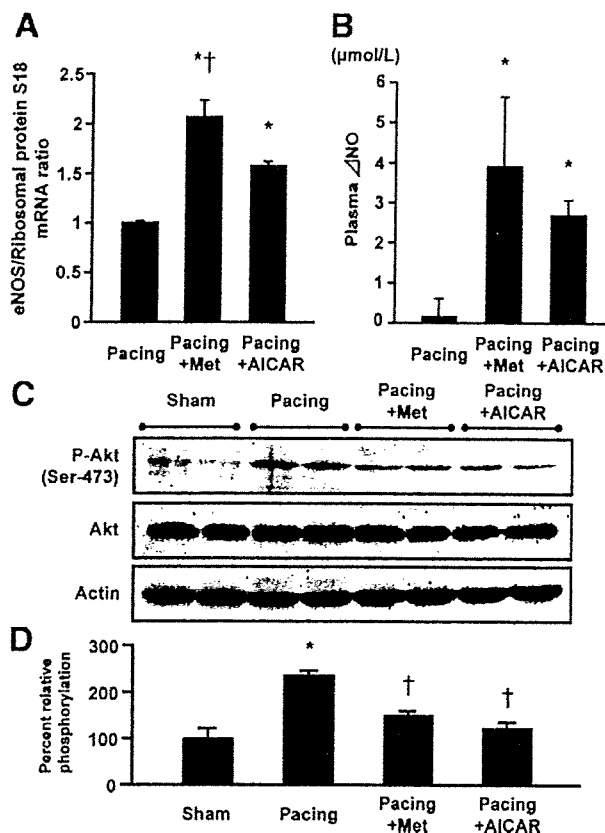 A
eNOS/Ribosomal protein S18
mRNA ratio
2.5
2
1.5
1
0.5
0
*†
*
Pacing
Pacing
+Met
Pacing
+AICAR
B
(μmol/L)
Plasma ⊿NO
6
5
4
3
2
1
0
*
*
Pacing
Pacing
+Met
Pacing
+AICAR
C
Sham
Pacing
Pacing
+Met
Pacing
+AICAR
P-Akt
(Ser-473)
Akt
Actin
D
Percent relative
phosphorylation
300
200
100
0
*
†
†
Sham
Pacing
Pacing
+Met
Pacing
+AICAR